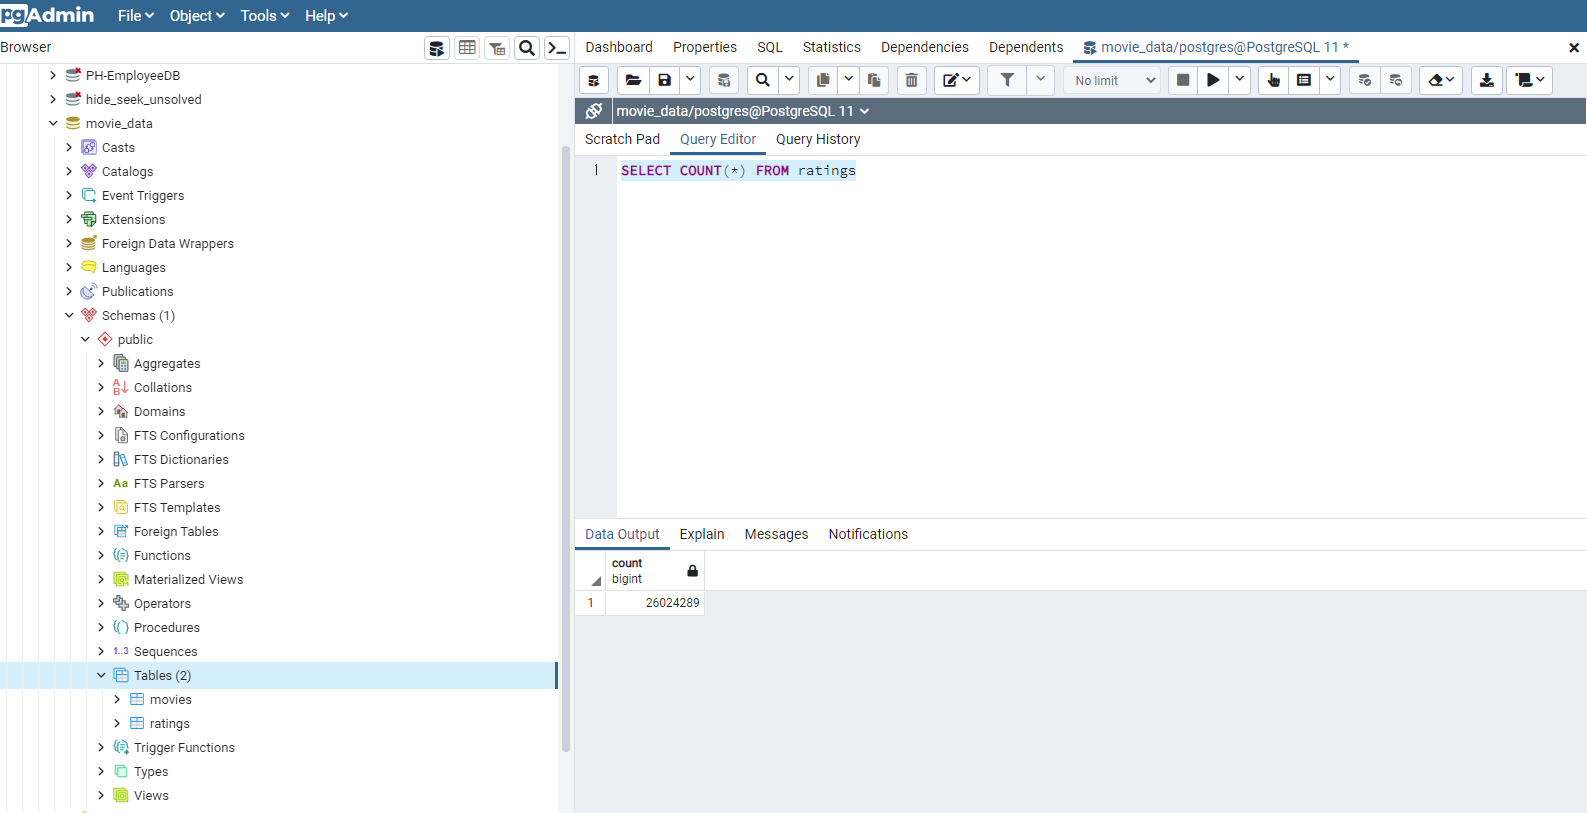 pgAdmin File Object Tools Help
Browser
Dashboard Properties SQL Statistics Dependencies Dependents movie_data/postgres@PostgreSQL 11 *
PH-EmployeeDB
hide_seek_unsolved
movie_data
Casts
Catalogs
Event Triggers
Extensions
Foreign Data Wrappers
Languages
Publications
Schemas (1)
public
Aggregates
Collations
Domains
FTS Configurations
FTS Dictionaries
Aa FTS Parsers
FTS Templates
Foreign Tables
Functions
Materialized Views
Operators
Procedures
1..3 Sequences
Tables (2)
movies
ratings
Trigger Functions
Types
Views
No limit
movie_data/postgres@PostgreSQL 11
Scratch Pad Query Editor Query History
1 SELECT COUNT(*) FROM ratings
Data Output Explain Messages Notifications
count
bigint
1 26024289